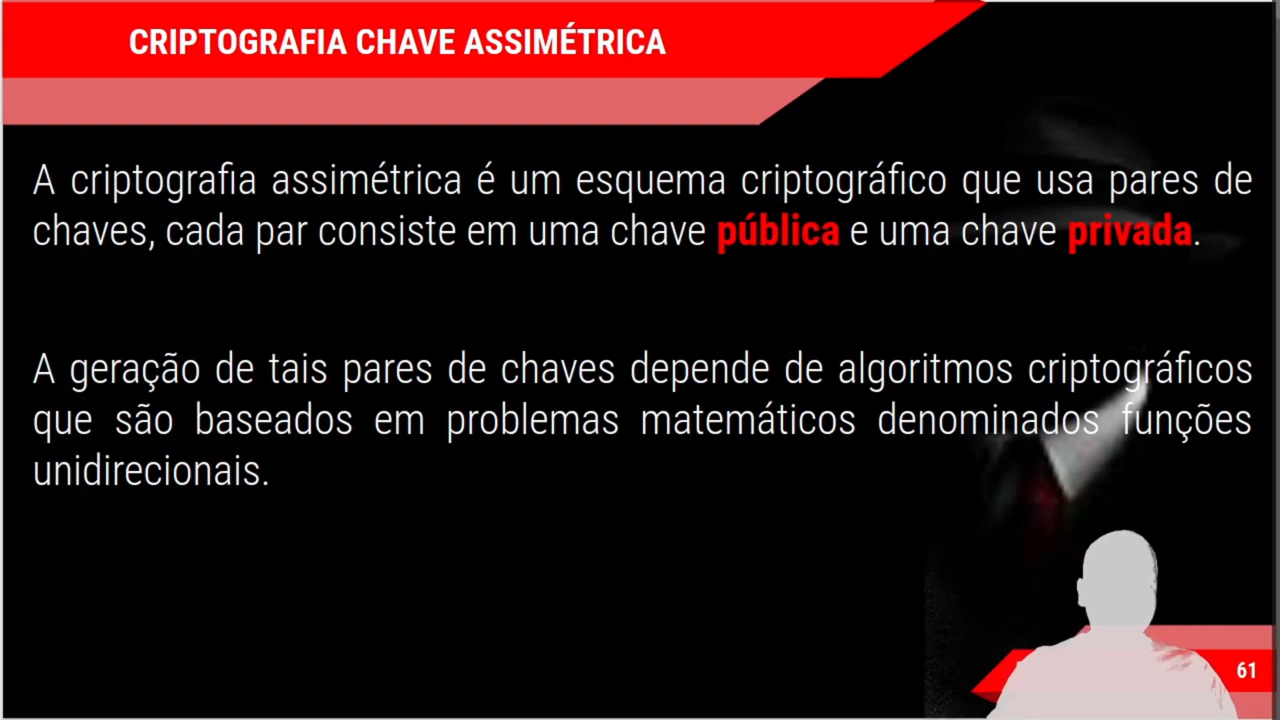 CRIPTOGRAFIA CHAVE ASSIMÉTRICA
A criptografia assimétrica é um esquema criptográfico que usa pares de
chaves, cada par consiste em uma chave pública e uma chave privada.
A geração de tais pares de chaves depende de algoritmos criptográficos
que são baseados em problemas matemáticos denominados funções
unidirecionais.
61